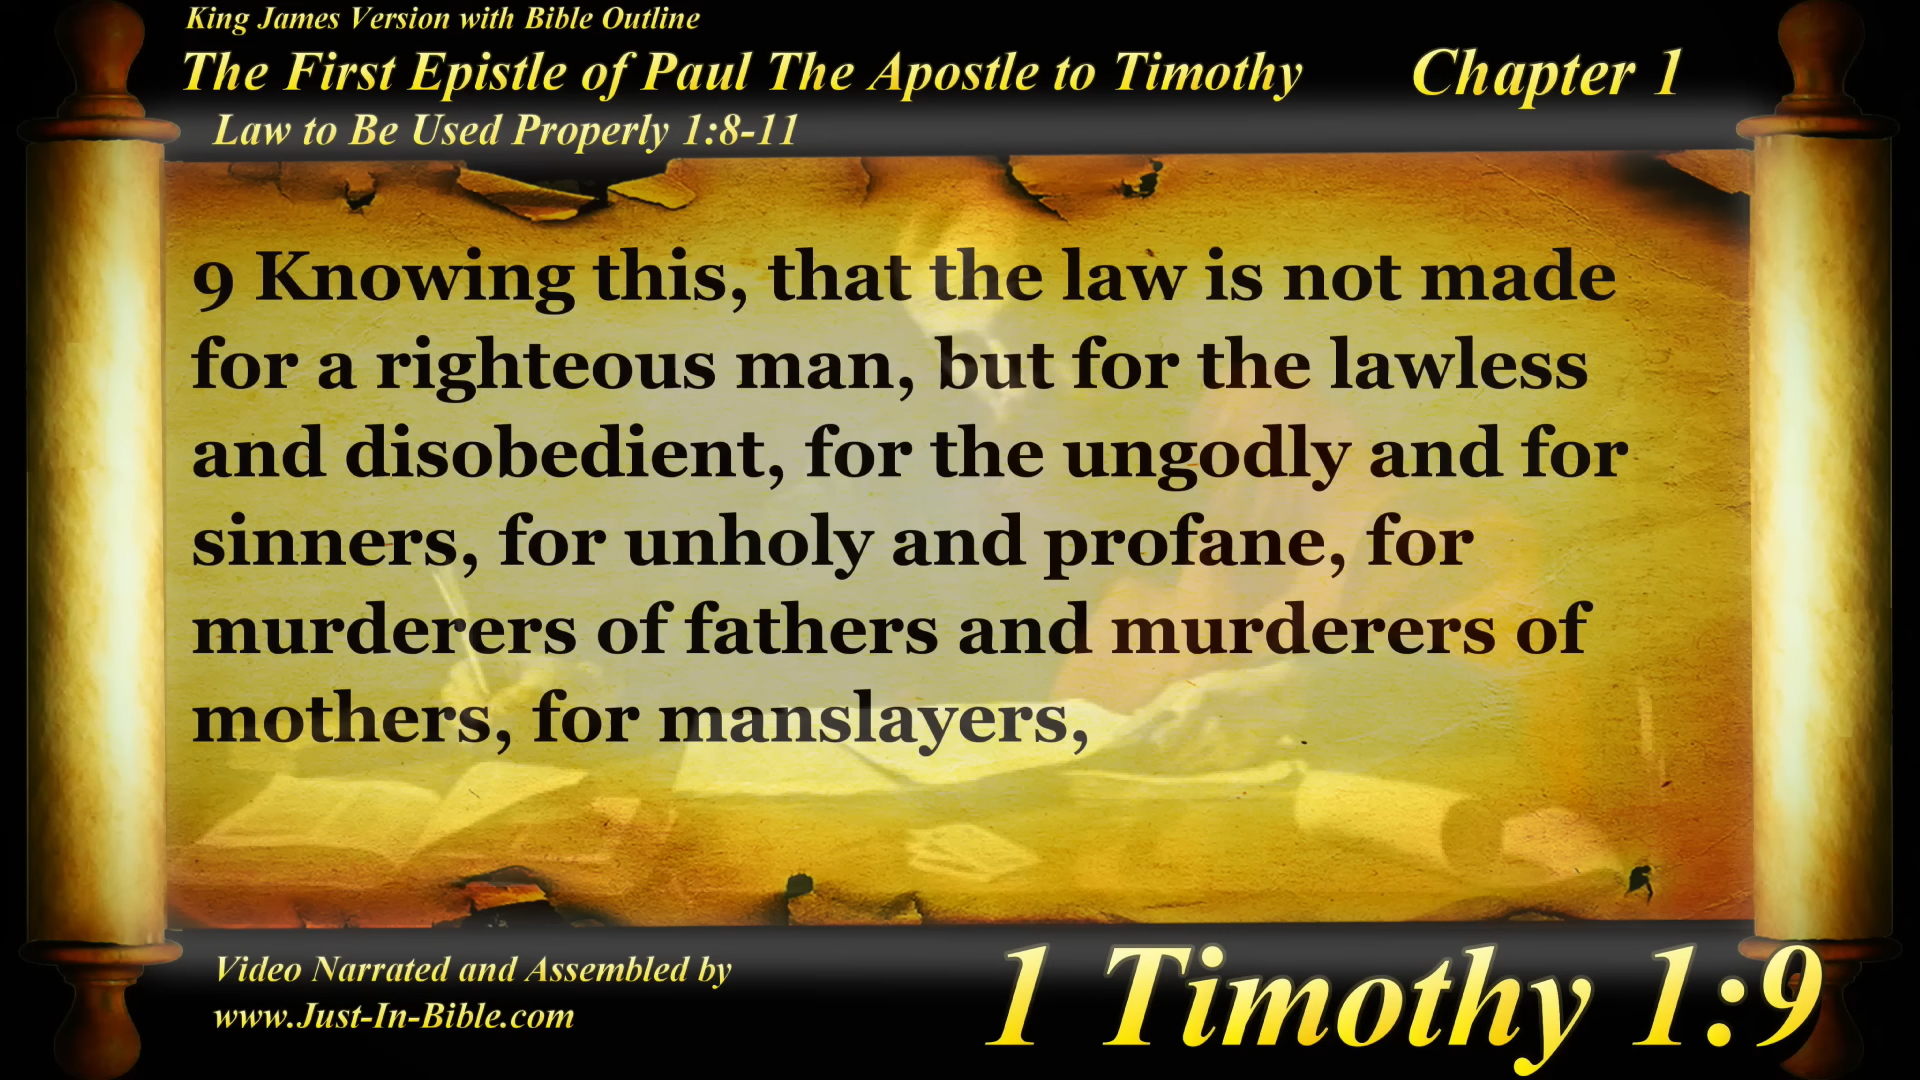 King James Version with Bible Outline
The First Epistle of Paul The Apostle to Timothy Chapter 1
Law to Be Used Properly 1:8-11
9 Knowing this, that the law is not made
for a righteous man, but for the lawless
and disobedient, for the ungodly and for
sinners, for unholy and profane, for
murderers of fathers and murderers of
mothers, for manslayers,
Video Narrated and Assembled by
www.Just-In-Bible.com
1 Timothy 1:9